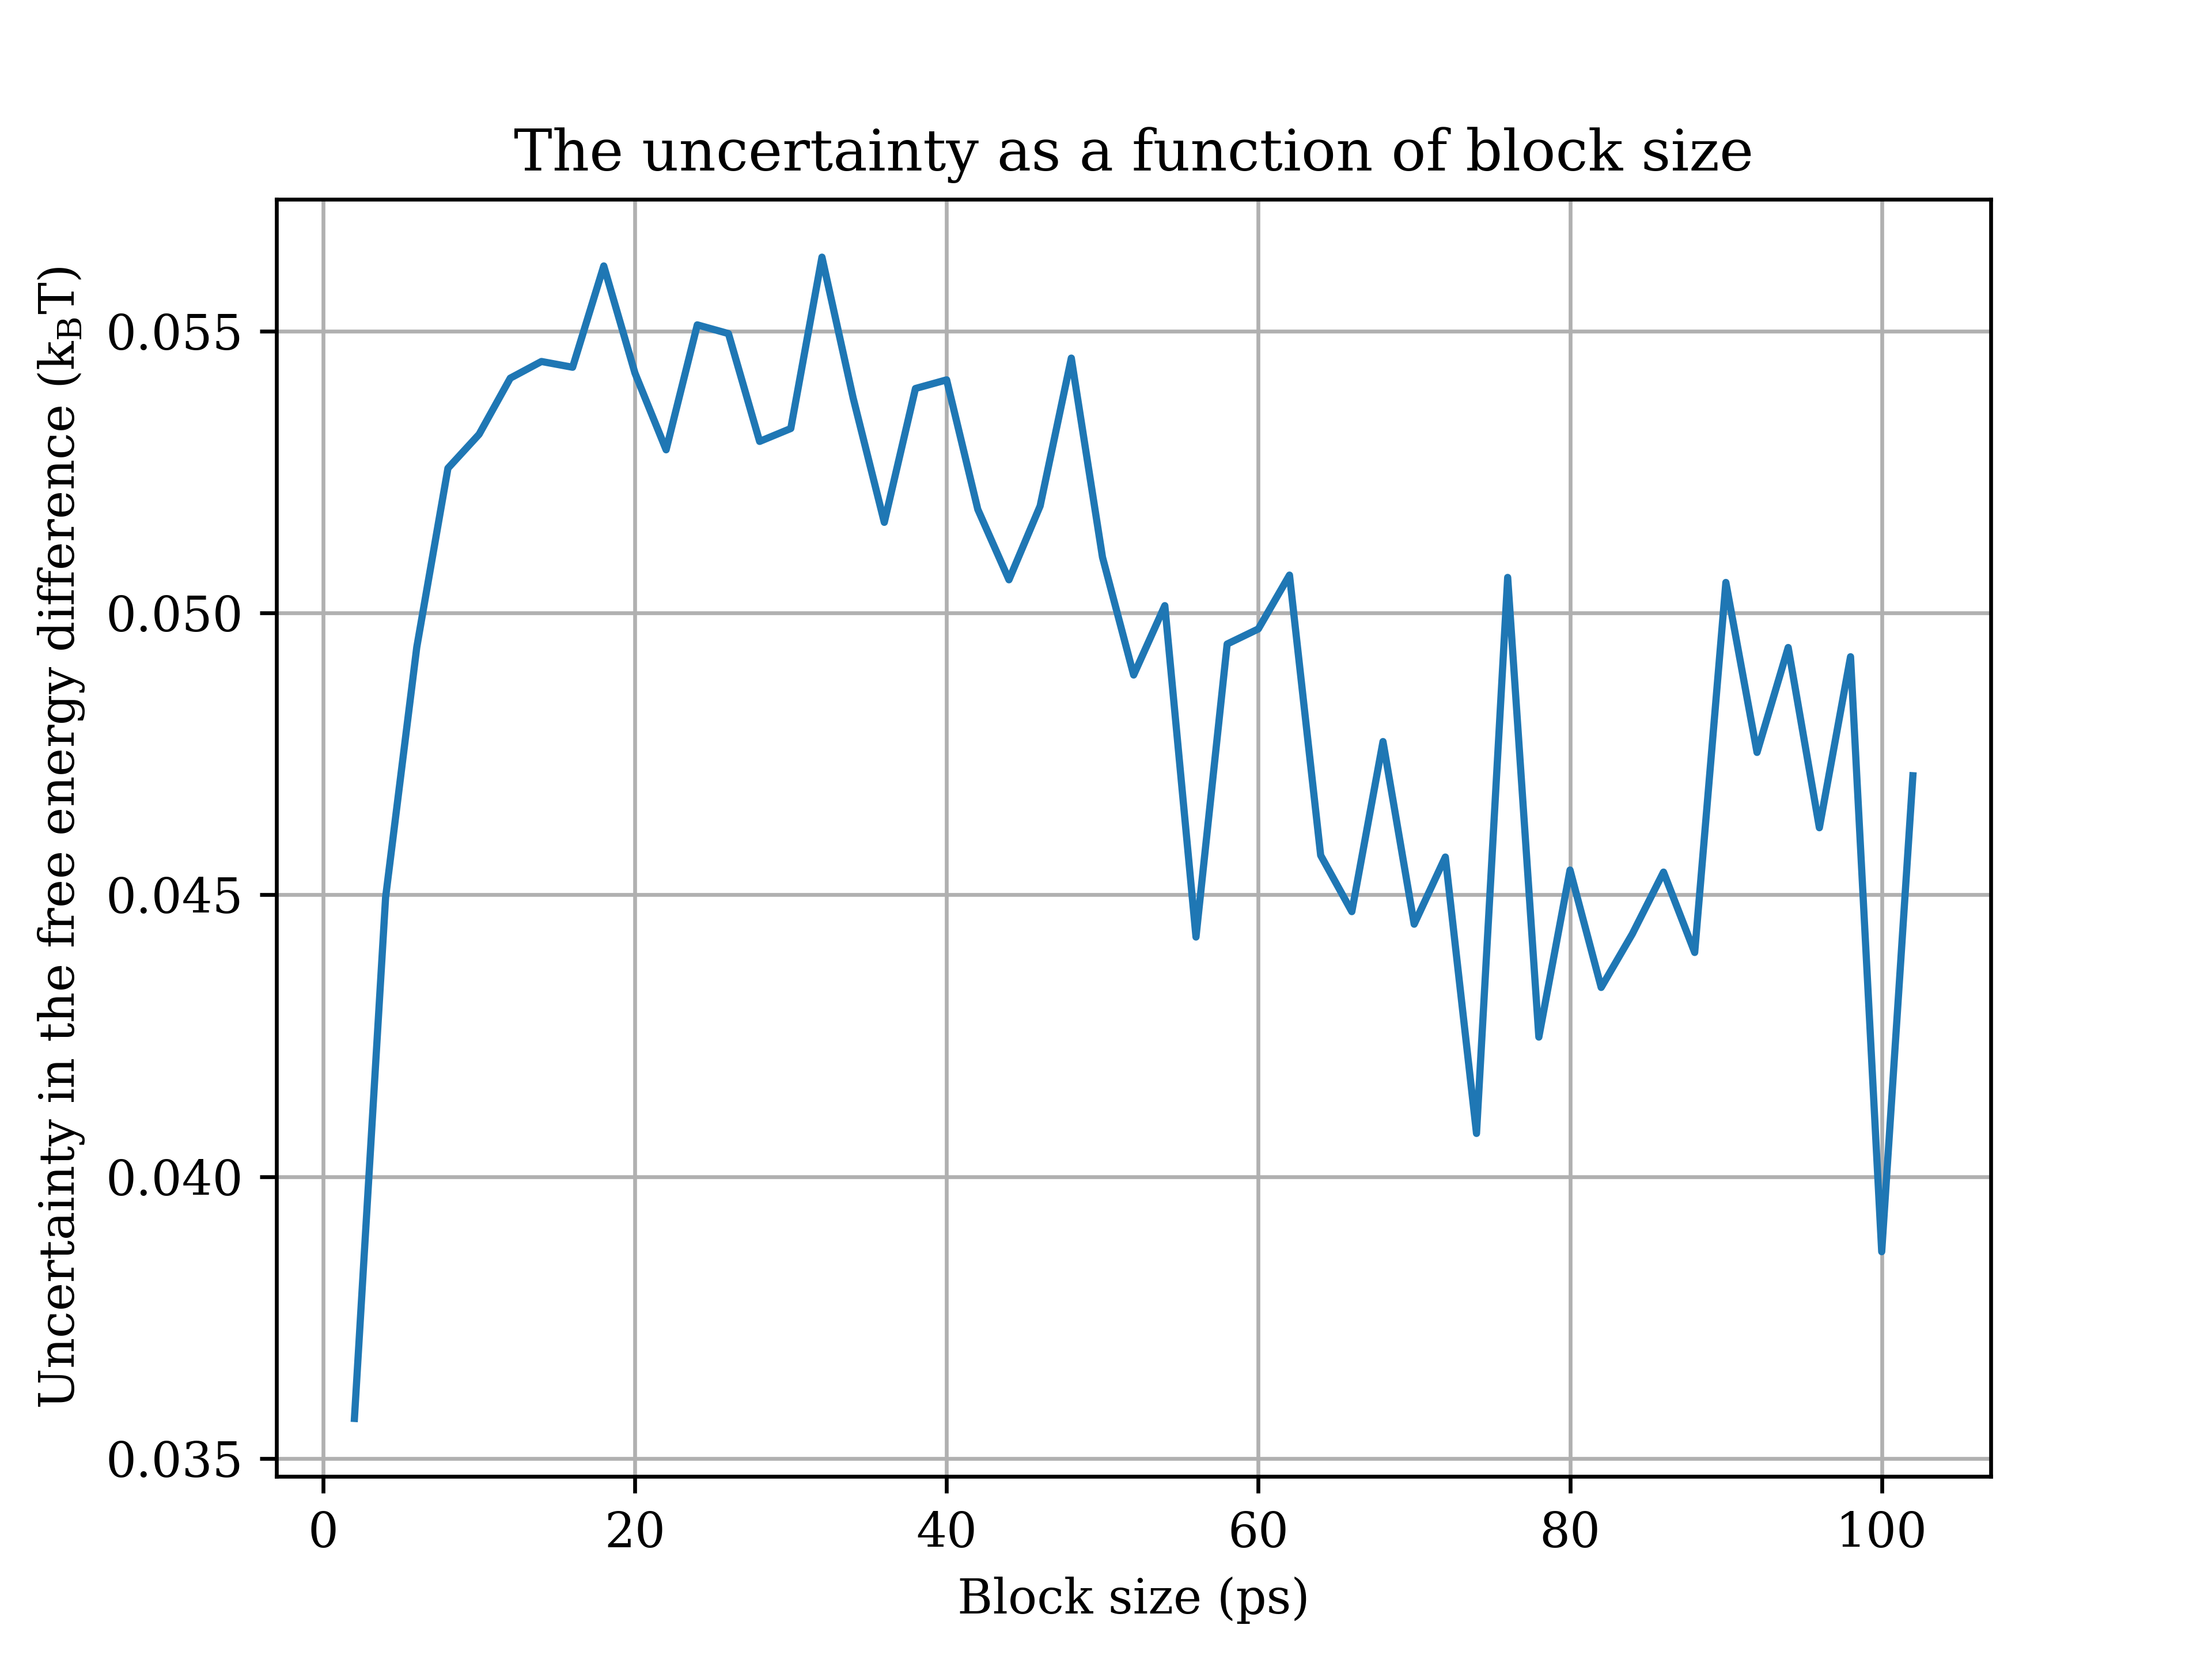 The uncertainty as a function of block size
Uncertainty in the free energy difference (k_BT)
0.055
0.050
0.045
0.040
0.035
0 20 40 60 80 100
Block size (ps)